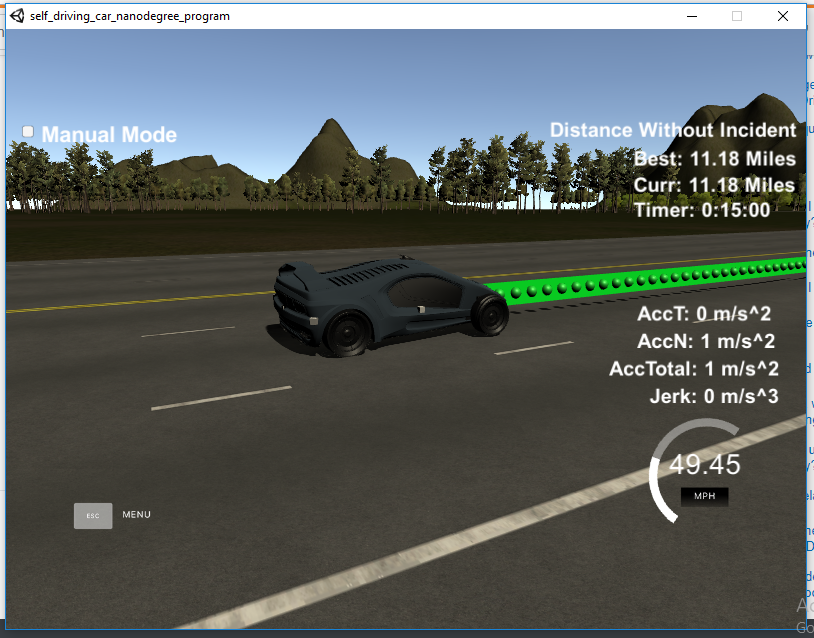 self_driving_car_nanodegree_program
Manual Mode
Distance Without Incident
Best: 11.18 Miles
Curr: 11.18 Miles
Timer: 0:15:00
AccT: 0 m/s^2
AccN: 1 m/s^2
AccTotal: 1 m/s^2
Jerk: 0 m/s^3
49.45
MPH
ESC MENU